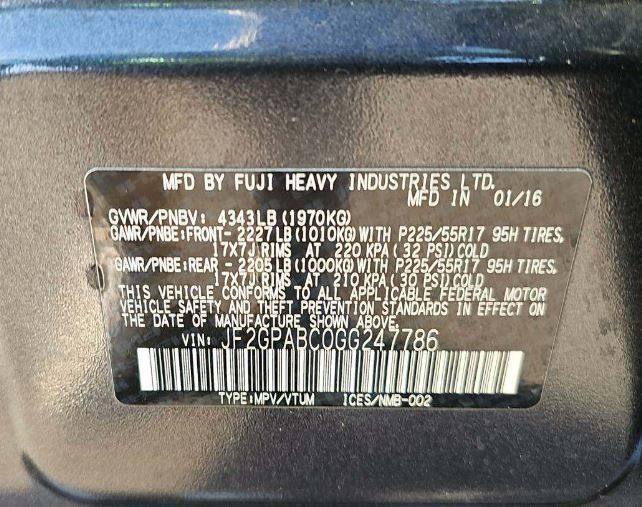 MFD BY FUJI HEAVY INDUSTRIES LTD.
MFD IN 01/16
GVWR/PNBV: 4343LB(1970KG)
GAWR/PNBE:FRONT-2227LB(1010KG)WITH P225/55R17 95H TIRES,
17X7J RIMS AT 220 KPA(32 PSI)COLD
GAWR/PNBE:REAR -2205LB(1000KG)WITH P225/55R17 95H TIRES,
17X7J RIMS AT 210 KPA(30 PSI)COLD
THIS VEHICLE CONFORMS TO ALL APPLICABLE FEDERAL MOTOR
VEHICLE SAFETY AND THEFT PREVENTION STANDARDS IN EFFECT ON
THE DATE OF MANUFACTURE SHOWN ABOVE.
VIN: JF2GPABC0GG247786
TYPE:MPV/VTUM ICES/NMB-002